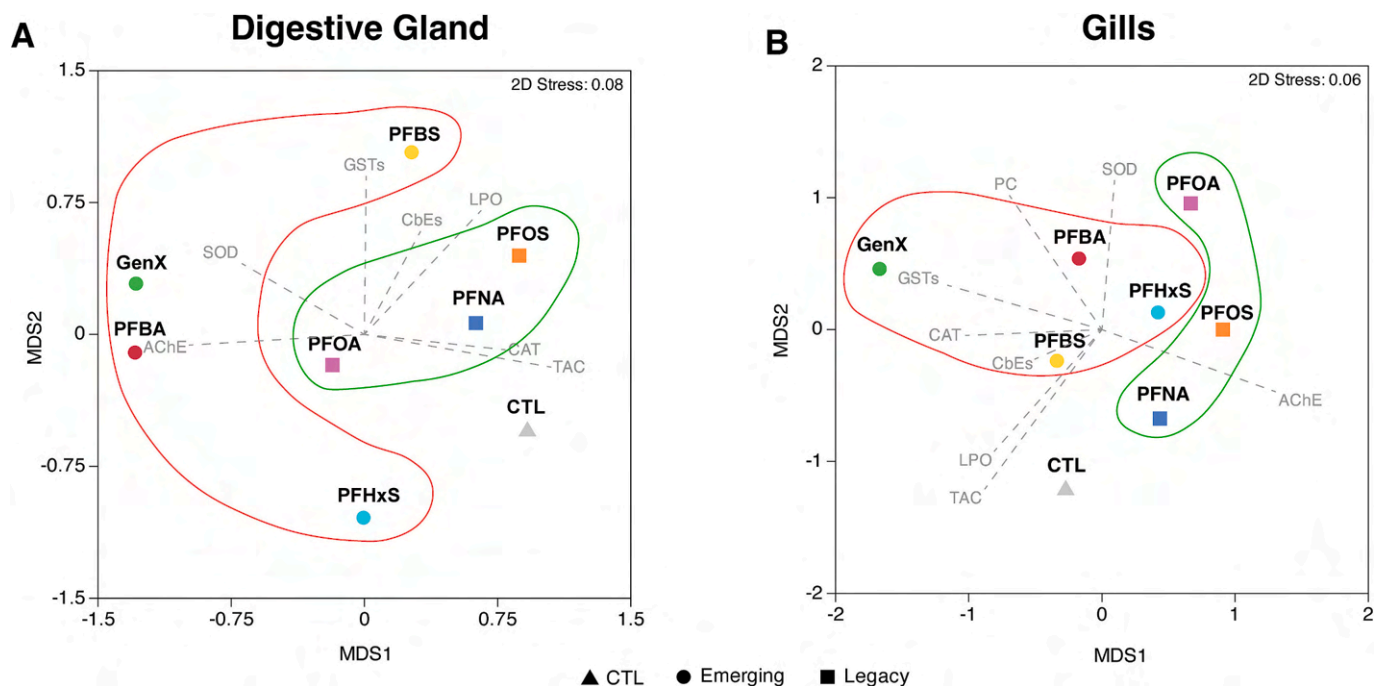 A
Digestive Gland
1.5
2D Stress: 0.08
PFBS
GSTs
0.75
LPO
CbEs
PFOS
SOD
GenX
PFNA
MDS2
0
PFBA
AChE
PFOA
CAT
TAC
CTL
-0.75
PFHxS
-1.5
-1.5
-0.75
0
0.75
1.5
MDS1
B
Gills
2
2D Stress: 0.06
SOD
PC
PFOA
1
PFBA
GenX
GSTs
PFHxS
PFOS
MDS2
0
CAT
PFBS
CbEs
PFNA
AChE
LPO
CTL
-1
TAC
-2
-2
-1
0
1
2
MDS1
CTL
Emerging
Legacy